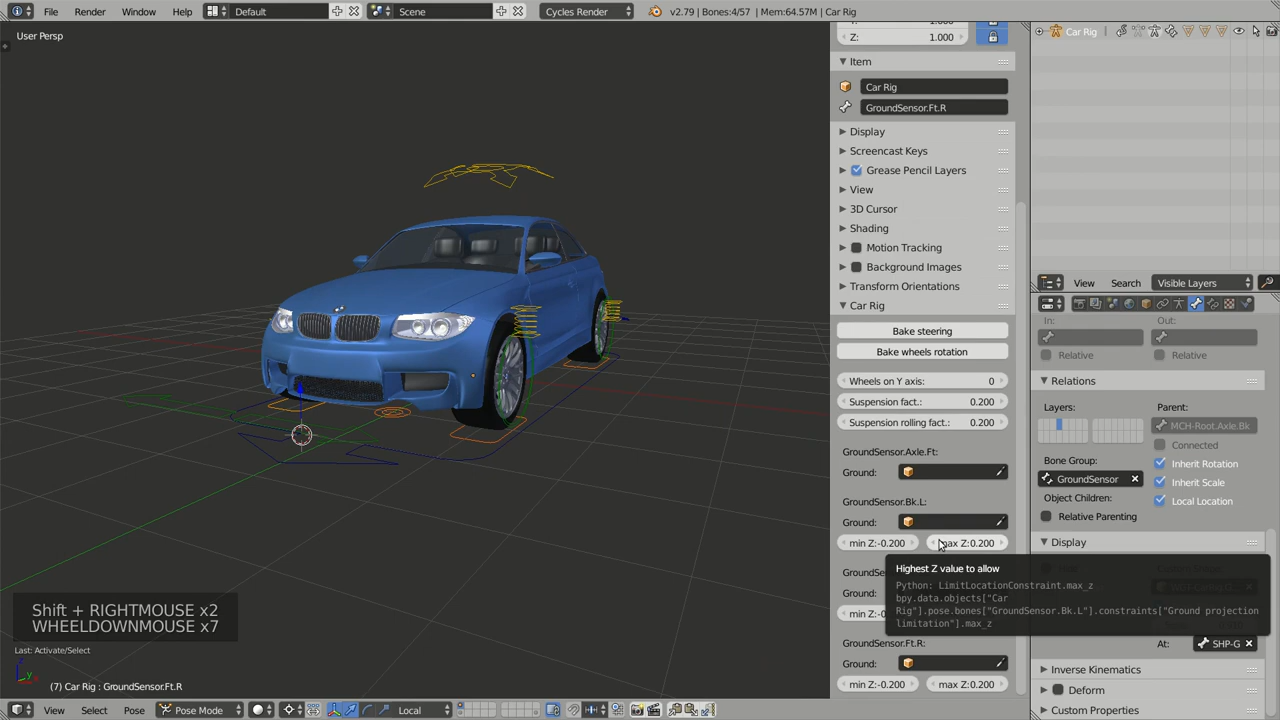 File Render Window Help Default Scene Cycles Render v2.79 | Bones:4/57 | Mem:64.57M | Car Rig
User Persp
Z: 1.000
Item
Car Rig
GroundSensor.Ft.R
Display
Screencast Keys
Grease Pencil Layers
View
3D Cursor
Shading
Motion Tracking
Background Images
Transform Orientations
Car Rig
Bake steering
Bake wheels rotation
Wheels on Y axis: 0
Suspension fact.: 0.200
Suspension rolling fact.: 0.200
GroundSensor.Axle.Ft:
Ground:
GroundSensor.Bk.L:
Ground:
min Z:-0.200 max Z:0.200
Highest Z value to allow
Python: LimitLocationConstraint.max_z
bpy.data.objects["Car
Rig"].pose.bones["GroundSensor.Bk.L"].constraints["Ground projection
limitation"].max_z
GroundSensor.Ft.R:
Ground:
min Z:-0.200 max Z:0.200
Car Rig
View Search Visible Layers
In: Out:
Relative Relative
Relations
Layers: Parent:
MCH-Root.Axle.Bk
Connected
Bone Group: Inherit Rotation
GroundSensor Inherit Scale
Object Children: Local Location
Relative Parenting
Display
At: SHP-G
Inverse Kinematics
Deform
Custom Properties
Shift + RIGHTMOUSE x2
WHEELDOWNMOUSE x7
Last: Activate/Select
(7) Car Rig : GroundSensor.Ft.R
View Select Pose Pose Mode Local